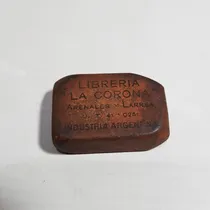 LIBRERIA
LA CORONA
ARENALES Y LARREA
INDUSTRIA ARGENTINA